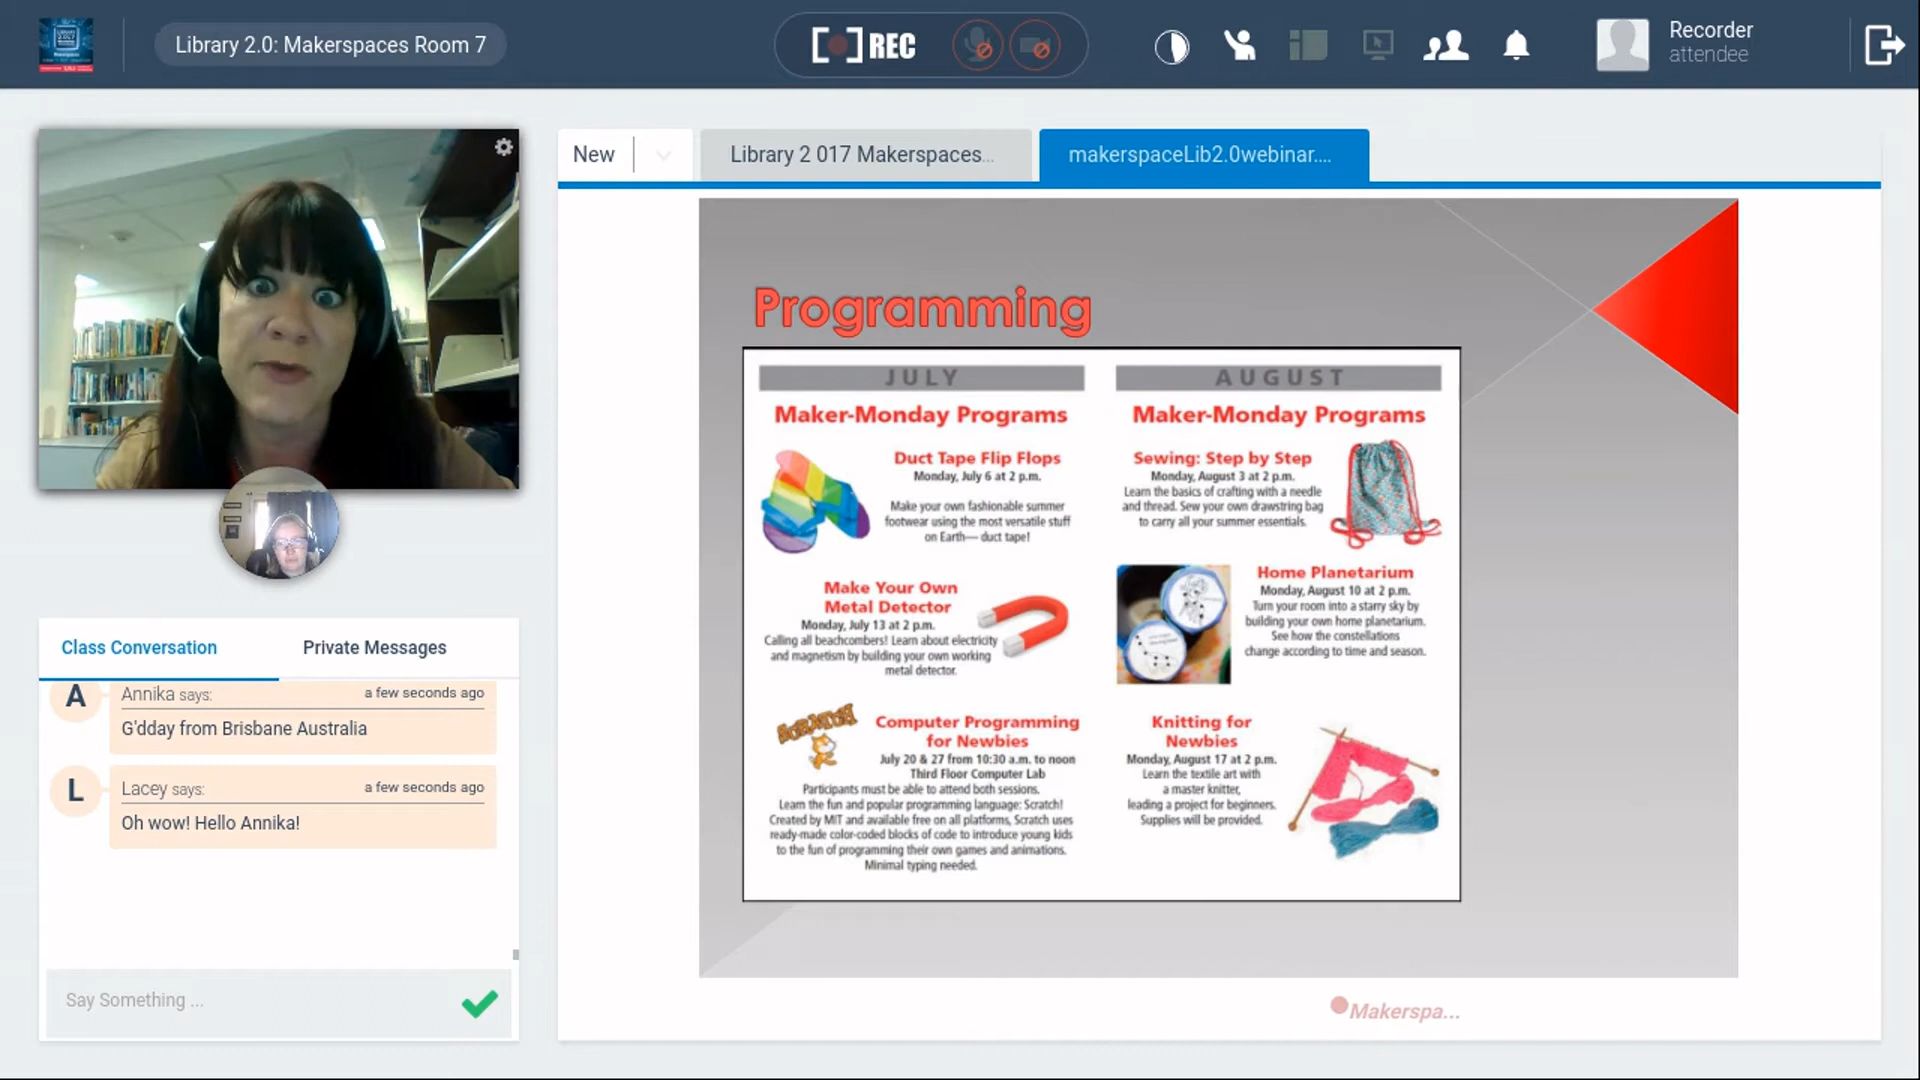 Library 2.0: Makerspaces Room 7
REC
Recorder
attendee
New
Library 2 017 Makerspaces...
makerspaceLib2.0webinar....
Programming
JULY
Maker-Monday Programs
Duct Tape Flip Flops
Monday, July 6 at 2 p.m.
Make your own fashionable summer
footwear using the most versatile stuff
on Earth— duct tape!
Make Your Own
Metal Detector
Monday, July 13 at 2 p.m.
Calling all beachcombers! Learn about electricity
and magnetism by building your own working
metal detector.
SCRATCH
Computer Programming
for Newbies
July 20 & 27 from 10:30 a.m. to noon
Third Floor Computer Lab
Participants must be able to attend both sessions.
Learn the fun and popular programming language: Scratch!
Created by MIT and available free on all platforms, Scratch uses
ready-made color-coded blocks of code to introduce young kids
to the fun of programming their own games and animations.
Minimal typing needed.
AUGUST
Maker-Monday Programs
Sewing: Step by Step
Monday, August 3 at 2 p.m.
Learn the basics of crafting with a needle
and thread. Sew your own drawstring bag
to carry all your summer essentials.
Home Planetarium
Monday, August 10 at 2 p.m.
Turn your room into a starry sky by
building your own home planetarium.
See how the constellations
change according to time and season.
Knitting for
Newbies
Monday, August 17 at 2 p.m.
Learn the textile art with
a master knitter,
leading a project for beginners.
Supplies will be provided.
Makerspa...
Class Conversation
Private Messages
A
Annika says:
a few seconds ago
G'dday from Brisbane Australia
L
Lacey says:
a few seconds ago
Oh wow! Hello Annika!
Say Something ...